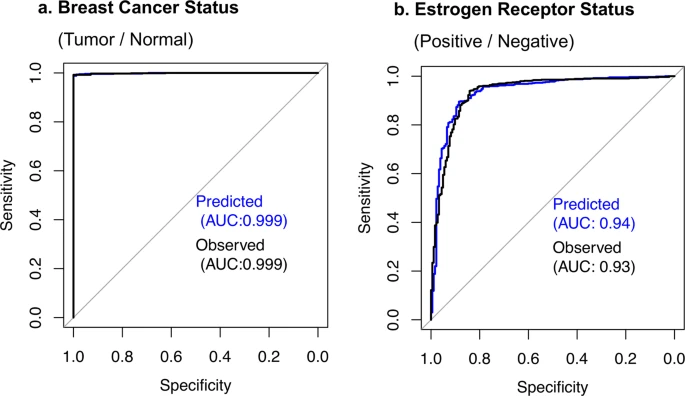 a. Breast Cancer Status
(Tumor / Normal)
Sensitivity
1.0
0.8
0.6
0.4
0.2
0.0
Predicted
(AUC:0.999)
Observed
(AUC:0.999)
1.0 0.8 0.6 0.4 0.2 0.0
Specificity
b. Estrogen Receptor Status
(Positive / Negative)
Sensitivity
1.0
0.8
0.6
0.4
0.2
0.0
Predicted
(AUC: 0.94)
Observed
(AUC: 0.93)
1.0 0.8 0.6 0.4 0.2 0.0
Specificity